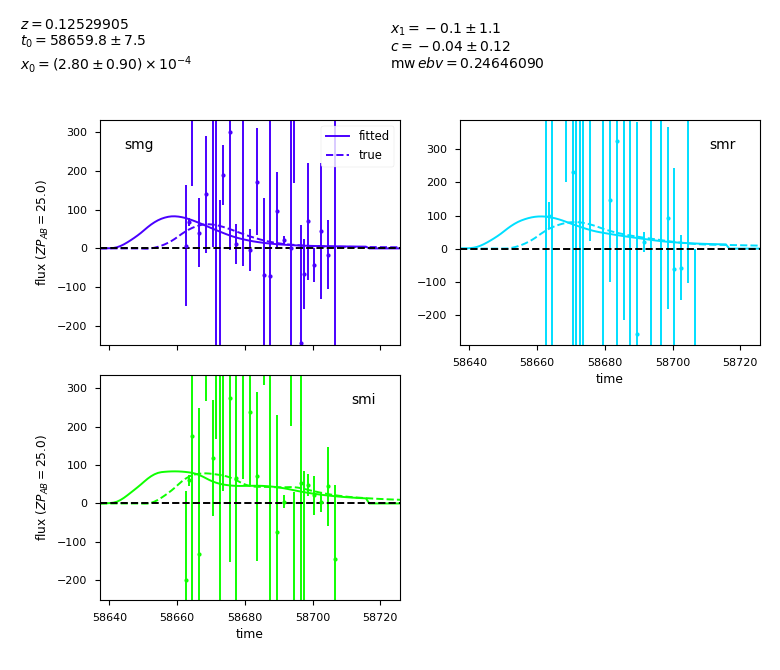 z = 0.12529905
t0 = 58659.8 ± 7.5
x0 = (2.80 ± 0.90) × 10^−4
x1 = −0.1 ± 1.1
c = −0.04 ± 0.12
mw ebv = 0.24646090
smg
fitted
true
300
200
100
0
−100
−200
flux (ZP_AB = 25.0)
smr
300
200
100
0
−100
−200
58640 58660 58680 58700 58720
time
smi
300
200
100
0
−100
−200
flux (ZP_AB = 25.0)
58640 58660 58680 58700 58720
time